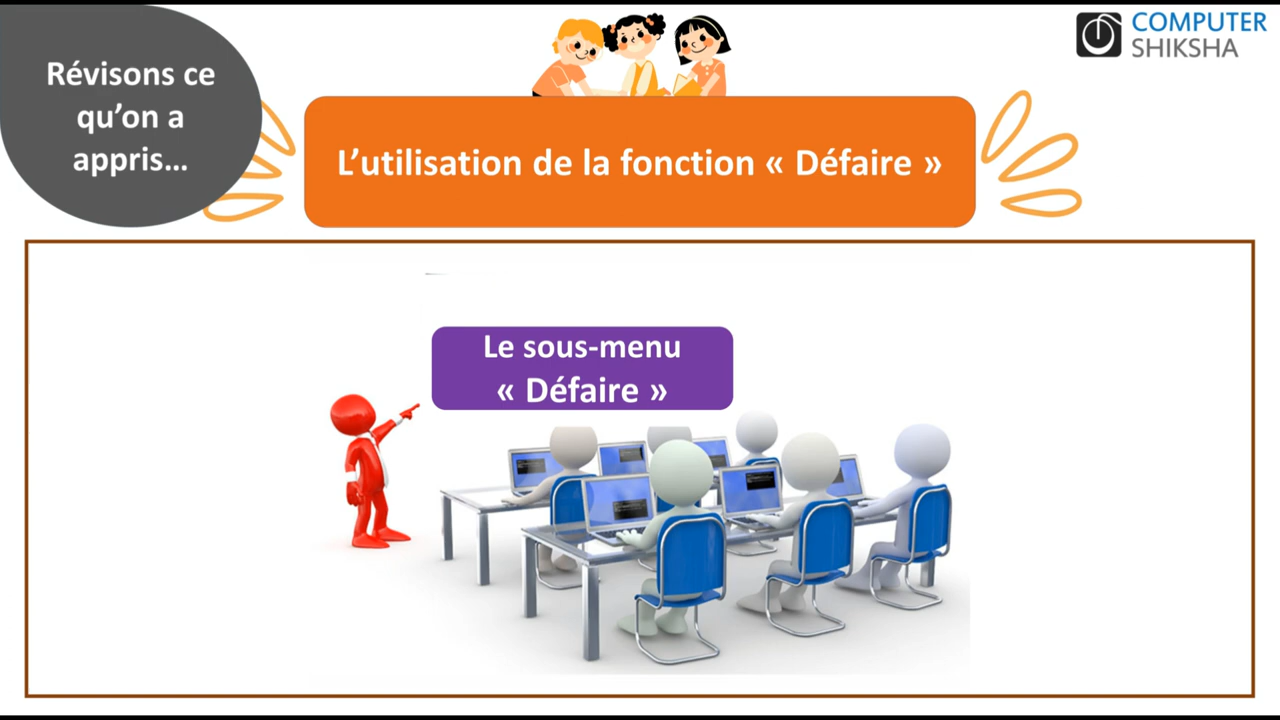 Révisons ce
qu’on a
appris...
COMPUTER
SHIKSHA
L’utilisation de la fonction « Défaire »
Le sous-menu
« Défaire »